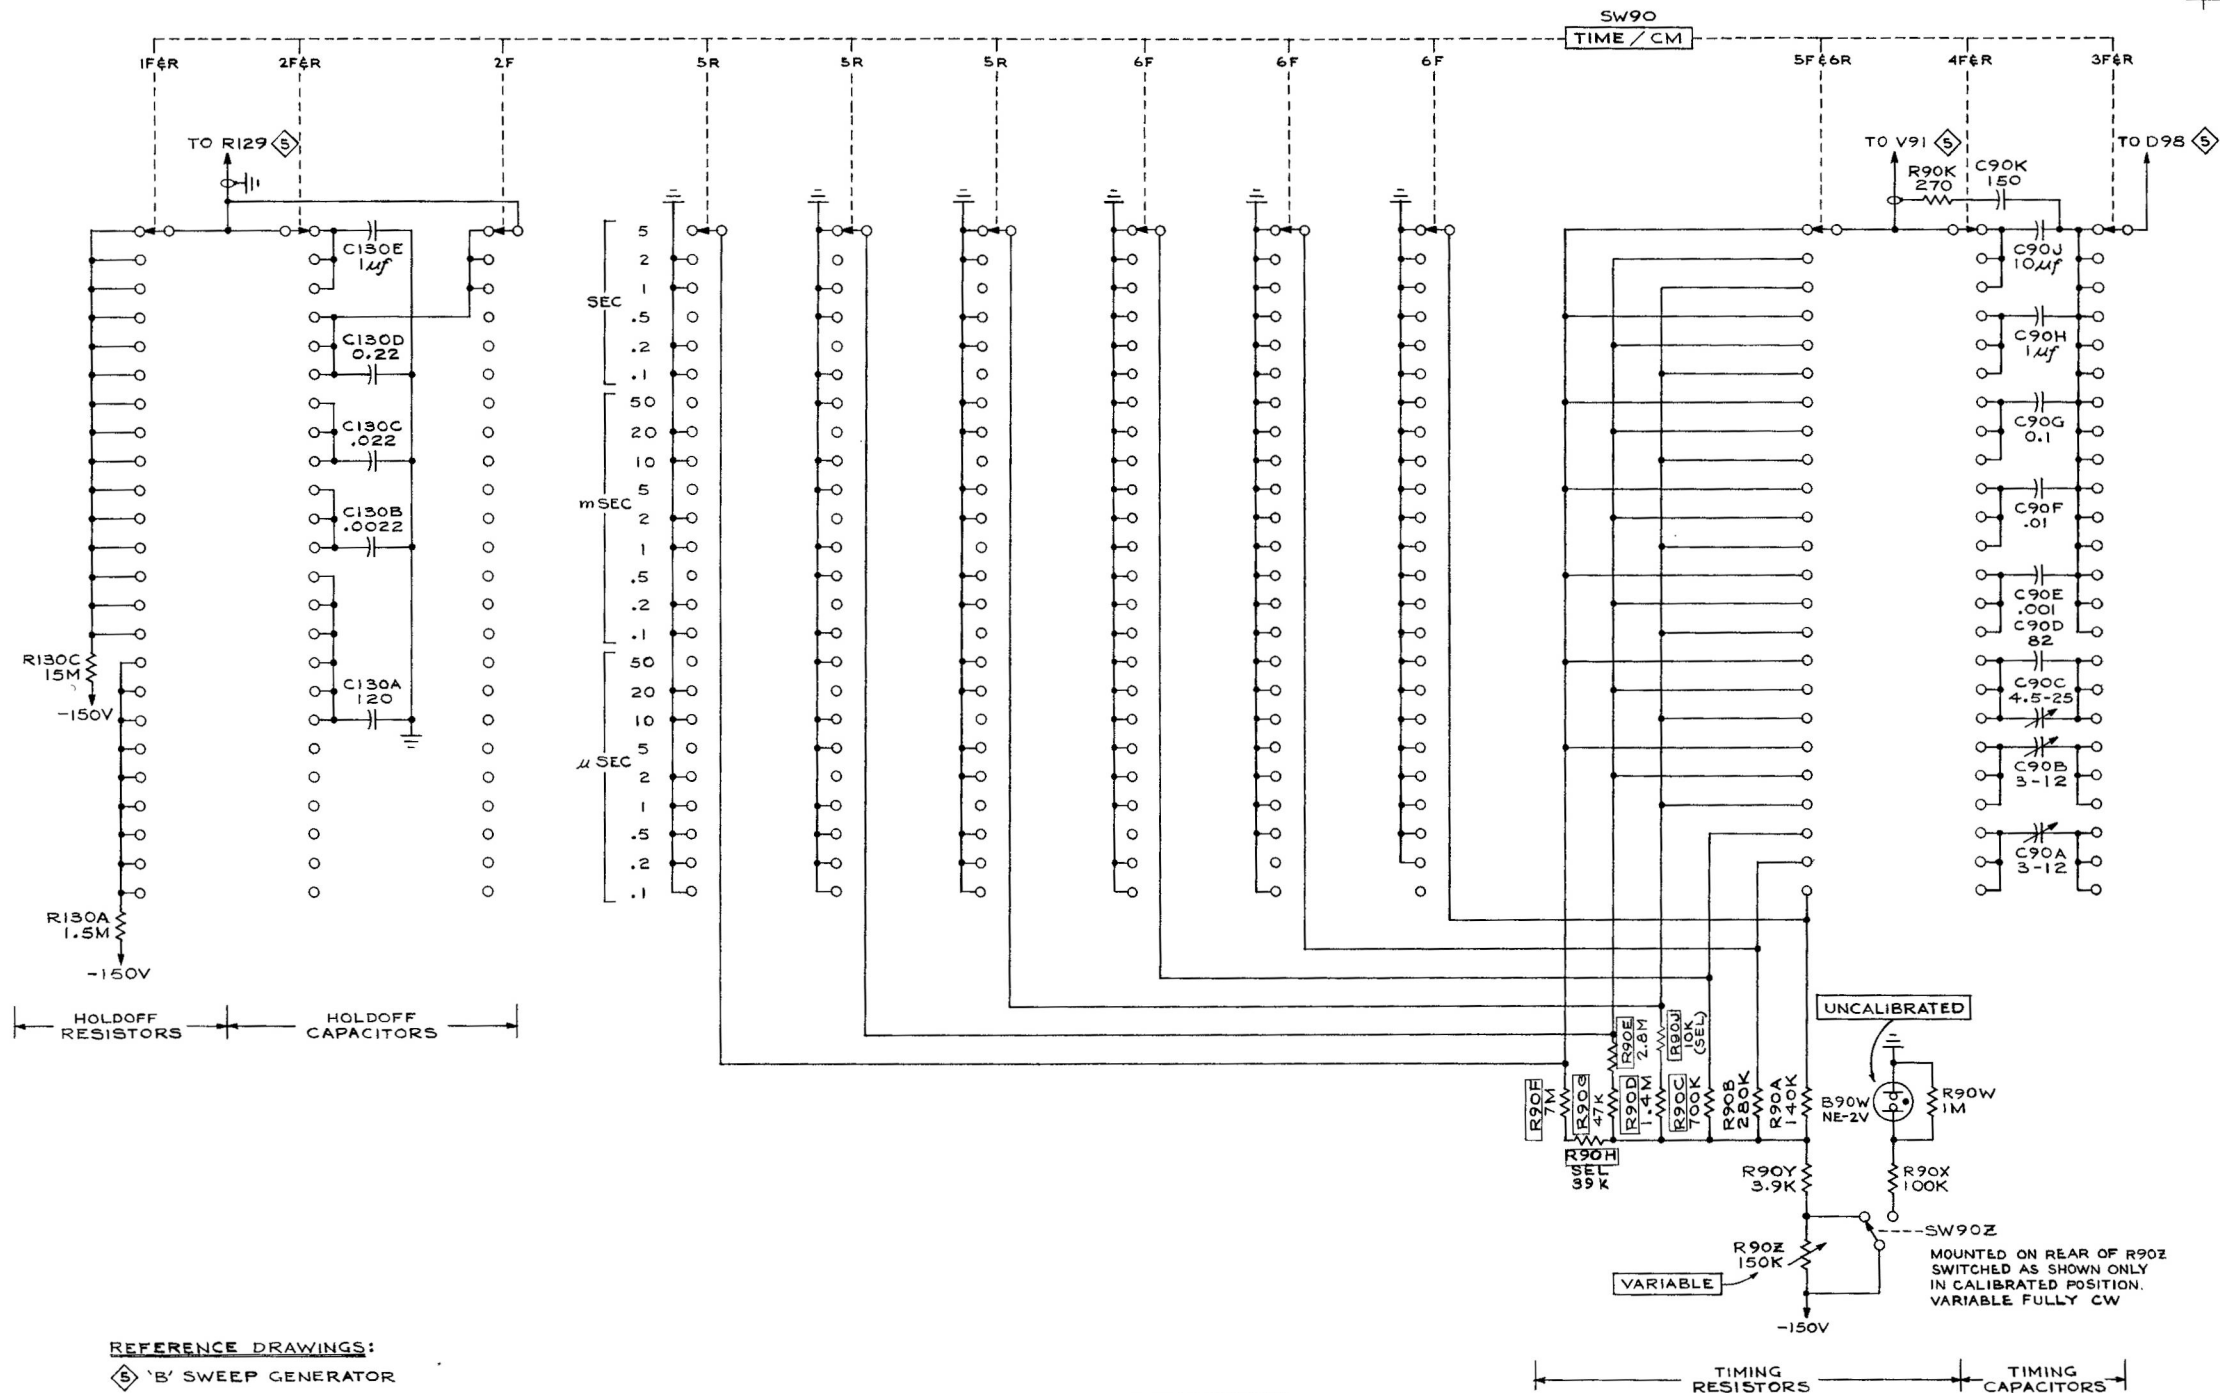 SW90
TIME / CM
1F&R
2F&R
2F
5R
5R
5R
6F
6F
6F
5F&6R
4F&R
3F&R
TO R129 5
TO V91 5
TO D98 5
R90K
270
C90K
150
C130E
1µf
C130D
0.22
C130C
.022
C130B
.0022
C130A
120
SEC
5
2
1
.5
.2
.1
mSEC
50
20
10
5
2
1
.5
.2
.1
µSEC
50
20
10
5
2
1
.5
.2
.1
C90J
10µf
C90H
1µf
C90G
0.1
C90F
.01
C90E
.001
C90D
82
C90C
4.5-25
C90B
3-12
C90A
3-12
R130C
15M
-150V
R130A
1.5M
-150V
HOLDOFF
RESISTORS
HOLDOFF
CAPACITORS
R90F
7M
R90G
47K
R90E
2.8M
R90D
1.4M
R90J
10K
(SEL)
R90C
700K
R90B
280K
R90A
140K
R90H
SEL
39K
UNCALIBRATED
B90W
NE-2V
R90W
1M
R90Y
3.9K
R90X
100K
R90Z
150K
VARIABLE
SW90Z
MOUNTED ON REAR OF R90Z
SWITCHED AS SHOWN ONLY
IN CALIBRATED POSITION.
VARIABLE FULLY CW
-150V
REFERENCE DRAWINGS:
5 'B' SWEEP GENERATOR
TIMING
RESISTORS
TIMING
CAPACITORS